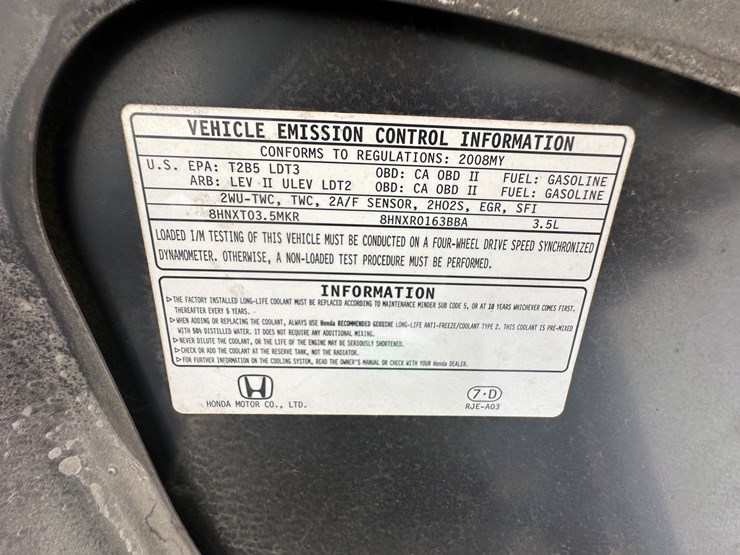 VEHICLE EMISSION CONTROL INFORMATION
CONFORMS TO REGULATIONS: 2008MY
U.S. EPA: T2B5 LDT3 OBD: CA OBD II FUEL: GASOLINE
ARB: LEV II ULEV LDT2 OBD: CA OBD II FUEL: GASOLINE
2WU-TWC, TWC, 2A/F SENSOR, 2HO2S, EGR, SFI
8HNXT03.5MKR 8HNXR0163BBA 3.5L
LOADED I/M TESTING OF THIS VEHICLE MUST BE CONDUCTED ON A FOUR-WHEEL DRIVE SPEED SYNCHRONIZED
DYNAMOMETER. OTHERWISE, A NON-LOADED TEST PROCEDURE MUST BE PERFORMED.
INFORMATION
▷THE FACTORY INSTALLED LONG-LIFE COOLANT MUST BE REPLACED ACCORDING TO MAINTENANCE MINDER SUB CODE 5, OR AT 10 YEARS WHICHEVER COMES FIRST.
THEREAFTER EVERY 5 YEARS.
▷WHEN ADDING OR REPLACING THE COOLANT, ALWAYS USE Honda RECOMMENDED GENUINE LONG-LIFE ANTI-FREEZE/COOLANT TYPE 2. THIS COOLANT IS PRE-MIXED
WITH 50% DISTILLED WATER. IT DOES NOT REQUIRE ANY ADDITIONAL MIXING.
▷NEVER DILUTE THE COOLANT, OR THE LIFE OF THE ENGINE MAY BE SERIOUSLY SHORTENED.
▷CHECK OR ADD THE COOLANT AT THE RESERVE TANK, NOT THE RADIATOR.
▷FOR FURTHER INFORMATION ON THE COOLING SYSTEM, READ THE OWNER'S MANUAL OR CHECK WITH YOUR Honda DEALER.
HONDA MOTOR CO., LTD.
7·D
RJE-A03